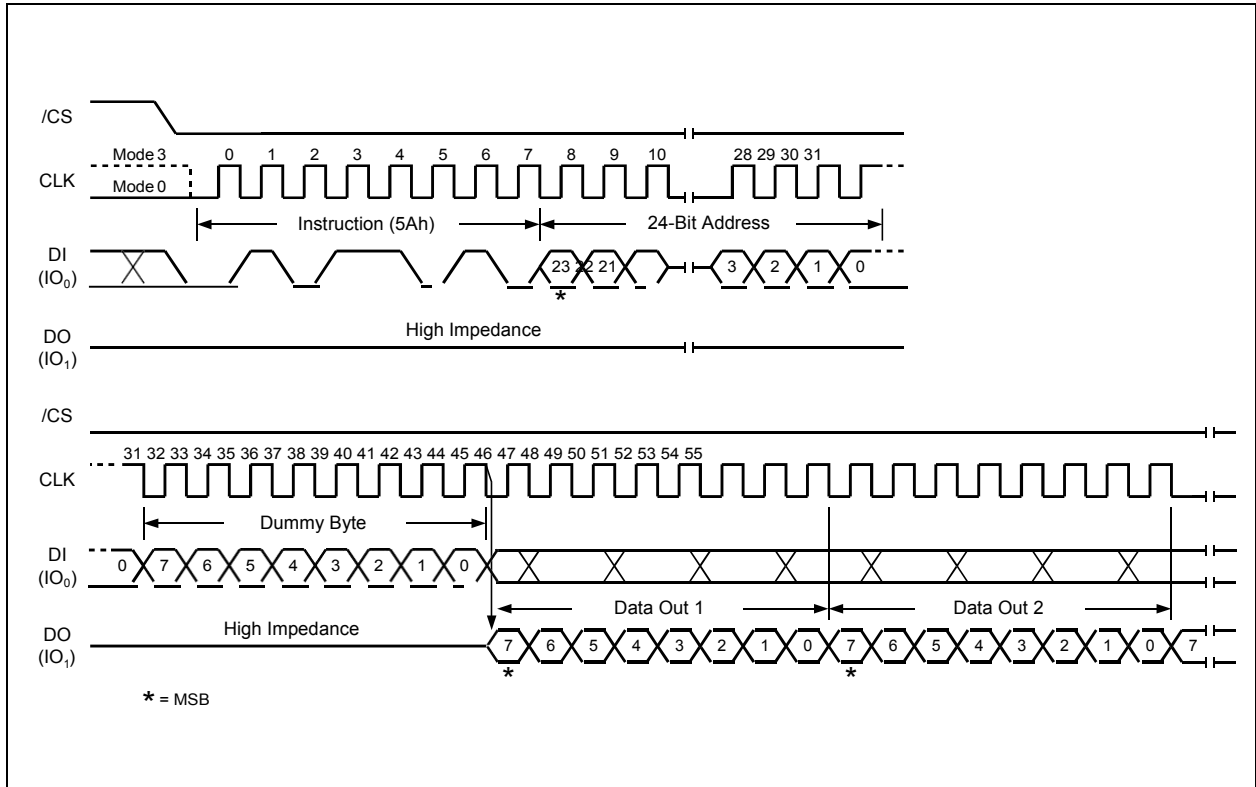 /CS
Mode 3
0 1 2 3 4 5 6 7 8 9 10 28 29 30 31
CLK
Mode 0
Instruction (5Ah) 24-Bit Address
DI
(IO0)
23 22 21 3 2 1 0
*
High Impedance
DO
(IO1)
/CS
31 32 33 34 35 36 37 38 39 40 41 42 43 44 45 46 47 48 49 50 51 52 53 54 55
CLK
Dummy Byte
DI
(IO0)
0 7 6 5 4 3 2 1 0
Data Out 1 Data Out 2
High Impedance
DO
(IO1)
7 6 5 4 3 2 1 0 7 6 5 4 3 2 1 0 7
* *
* = MSB